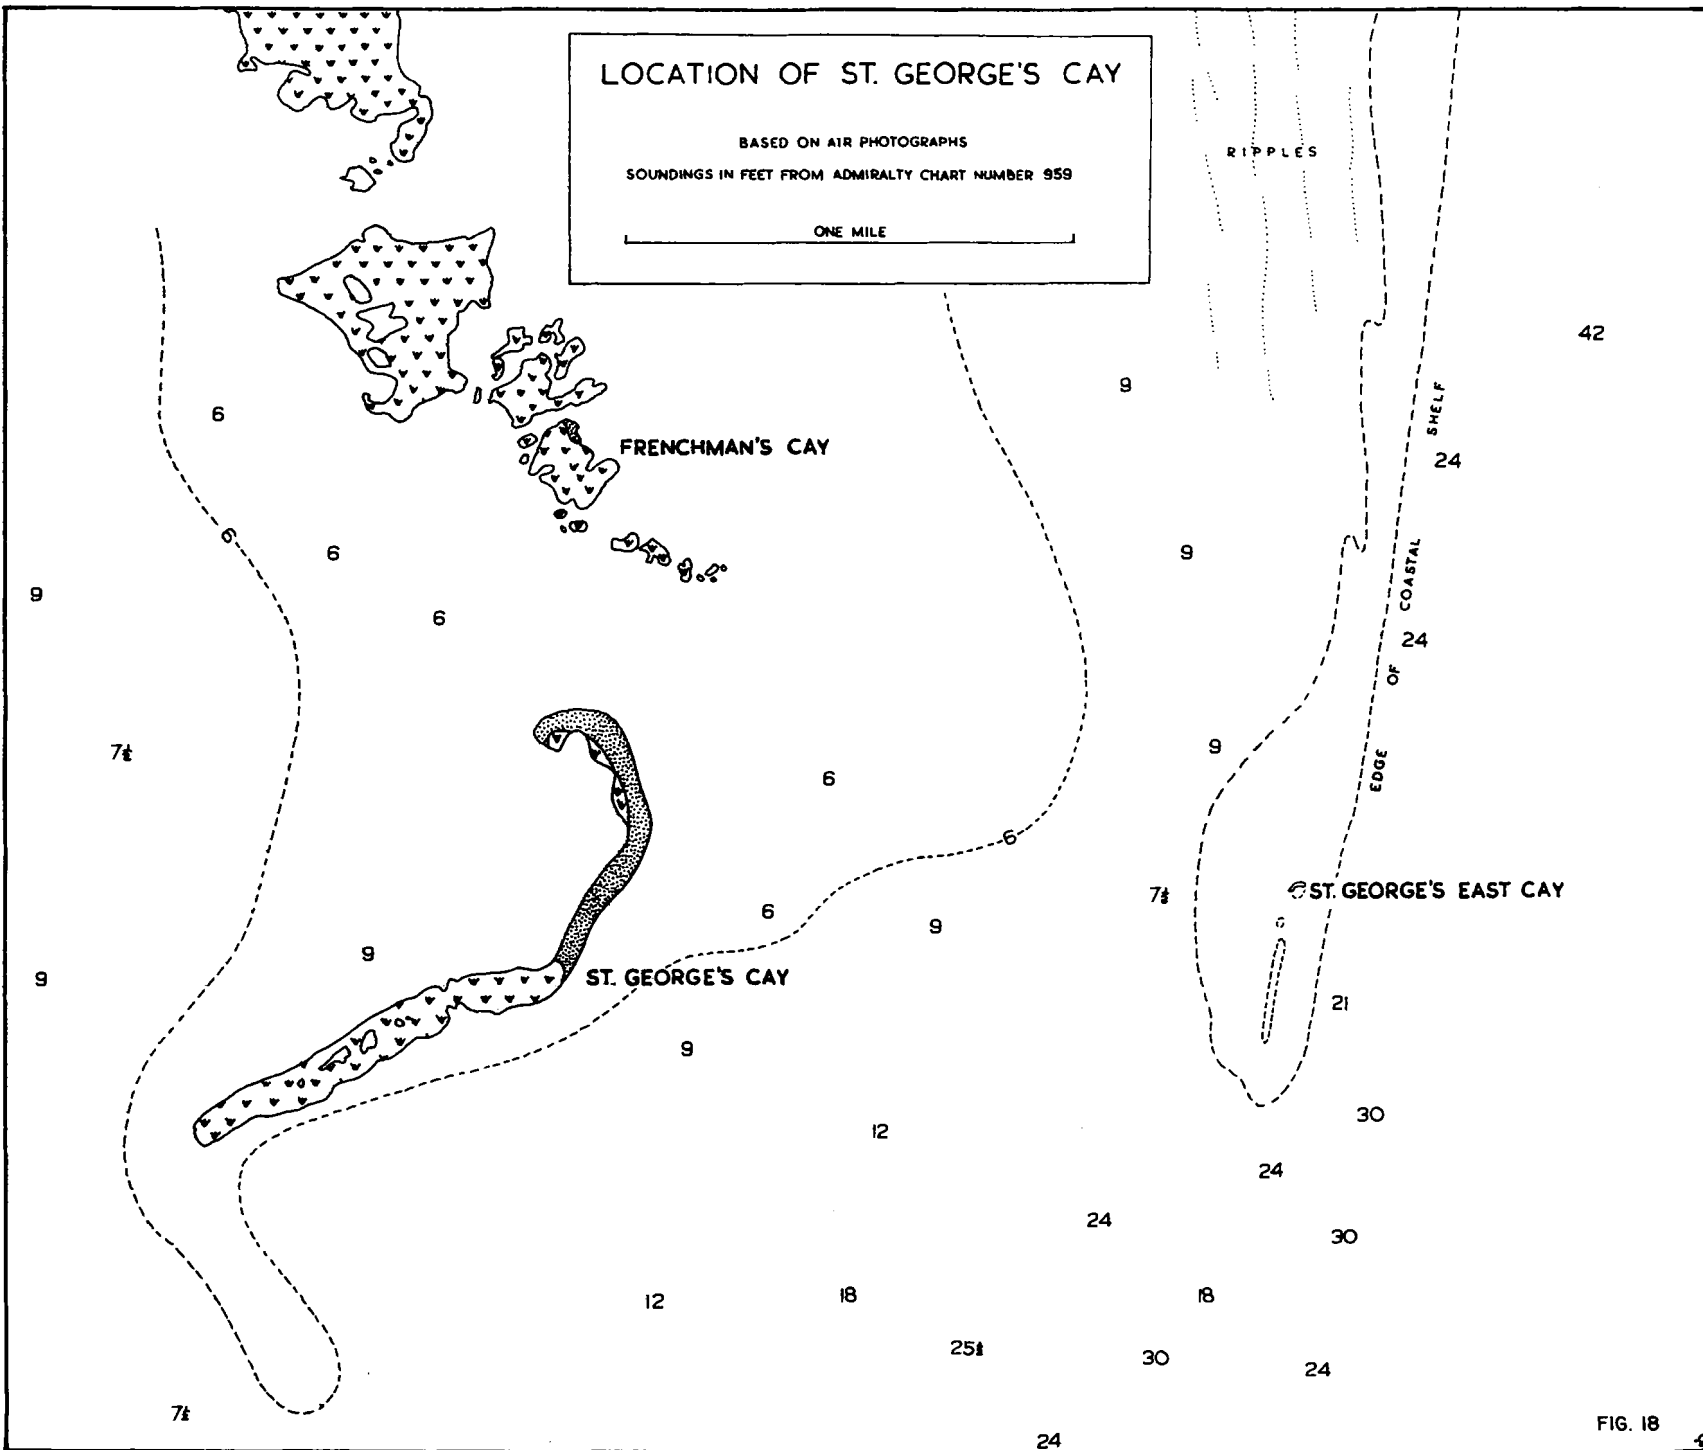 LOCATION OF ST. GEORGE'S CAY
BASED ON AIR PHOTOGRAPHS
SOUNDINGS IN FEET FROM ADMIRALTY CHART NUMBER 959
ONE MILE
RIPPLES
42
9
SHELF
6
FRENCHMAN'S CAY
24
6
6
9
9
COASTAL
6
24
OF
9
7½
EDGE
6
6
ST. GEORGE'S EAST CAY
7½
6
9
9
9
ST. GEORGE'S CAY
21
9
30
12
24
24
30
12
18
18
25½
30
24
7½
FIG. 18
24